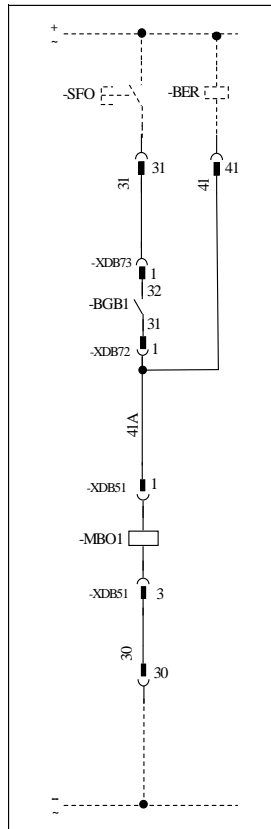 +
~
-SFO
-BER
31
41
31
41
-XDB73
1
32
-BGB1
31
-XDB72
1
41A
-XDB51
1
-MBO1
-XDB51
3
30
30
–
~